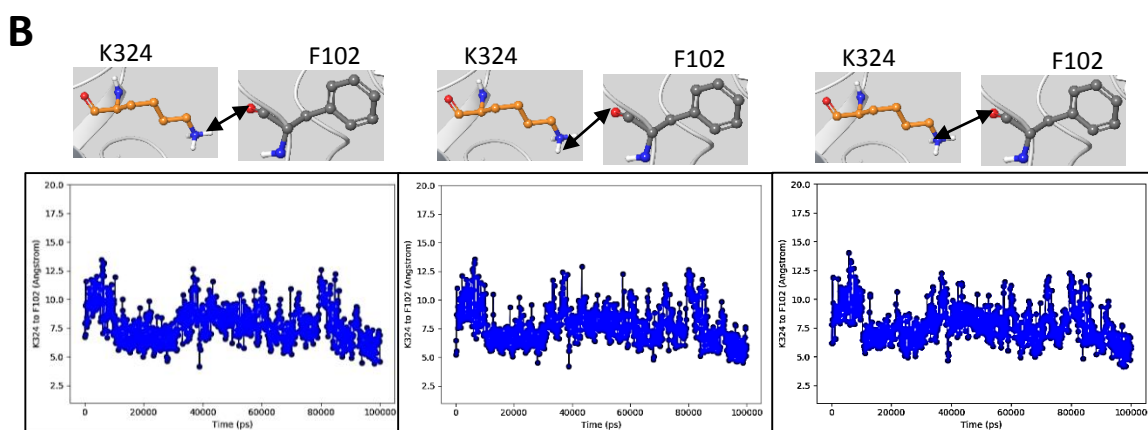 B
K324 F102 K324 F102 K324 F102
20.0 20.0 20.0
17.5 17.5 17.5
15.0 15.0 15.0
12.5 12.5 12.5
10.0 10.0 10.0
7.5 7.5 7.5
5.0 5.0 5.0
2.5 2.5 2.5
K324 to F102 (Angstrom) K324 to F102 (Angstrom) K324 to F102 (Angstrom)
0 20000 40000 60000 80000 100000 0 20000 40000 60000 80000 100000 0 20000 40000 60000 80000 100000
Time (ps) Time (ps) Time (ps)